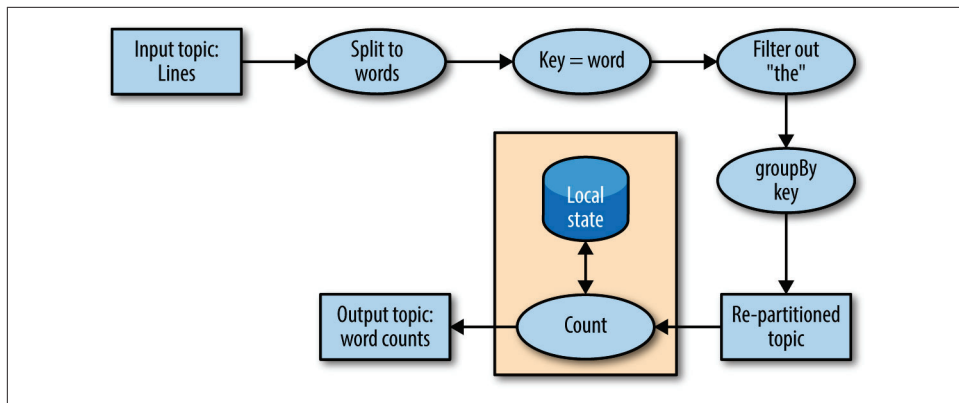 Input topic:
Lines
Split to
words
Key = word
Filter out
"the"
groupBy
key
Local
state
Output topic:
word counts
Count
Re-partitioned
topic